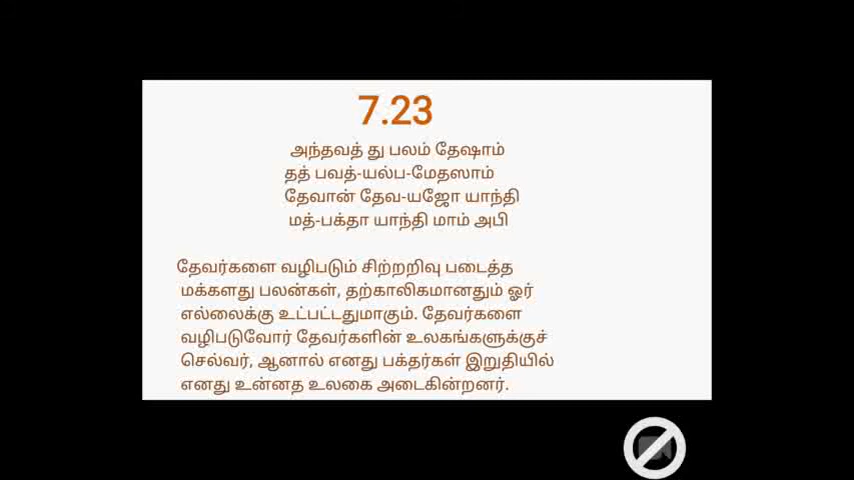 7.23
அந்தவத் து பலம் தேஷாம்
தத் பவத்-யல்ப-மேதஸாம்
தேவான் தேவ-யஜோ யாந்தி
மத்-பக்தா யாந்தி மாம் அபி
தேவர்களை வழிபடும் சிற்றறிவு படைத்த
மக்களது பலன்கள், தற்காலிகமானதும் ஓர்
எல்லைக்கு உட்பட்டதுமாகும். தேவர்களை
வழிபடுவோர் தேவர்களின் உலகங்களுக்குச்
செல்வர், ஆனால் எனது பக்தர்கள் இறுதியில்
எனது உன்னத உலகை அடைகின்றனர்.